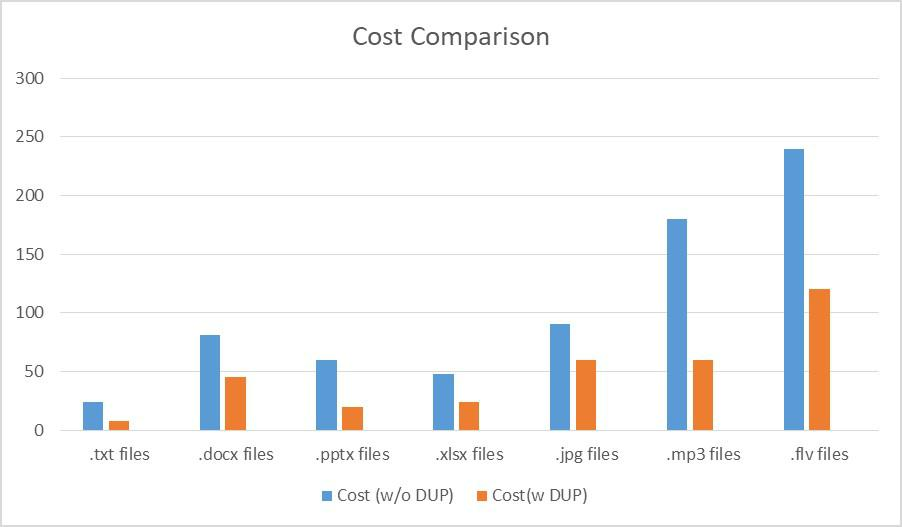 Cost Comparison
300
250
200
150
100
50
0
.txt files .docx files .pptx files .xlsx files .jpg files .mp3 files .flv files
Cost (w/o DUP) Cost(w DUP)